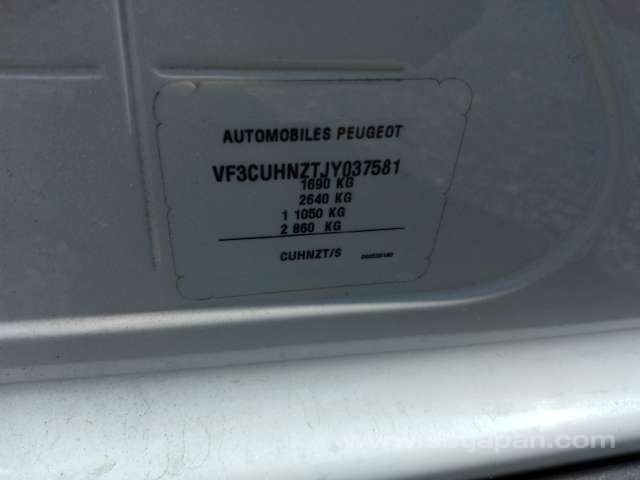 AUTOMOBILES PEUGEOT
VF3CUHNZTJY037581
1690 KG
2640 KG
1 1050 KG
2 860 KG
CUHNZT/S
www.sbtjapan.com